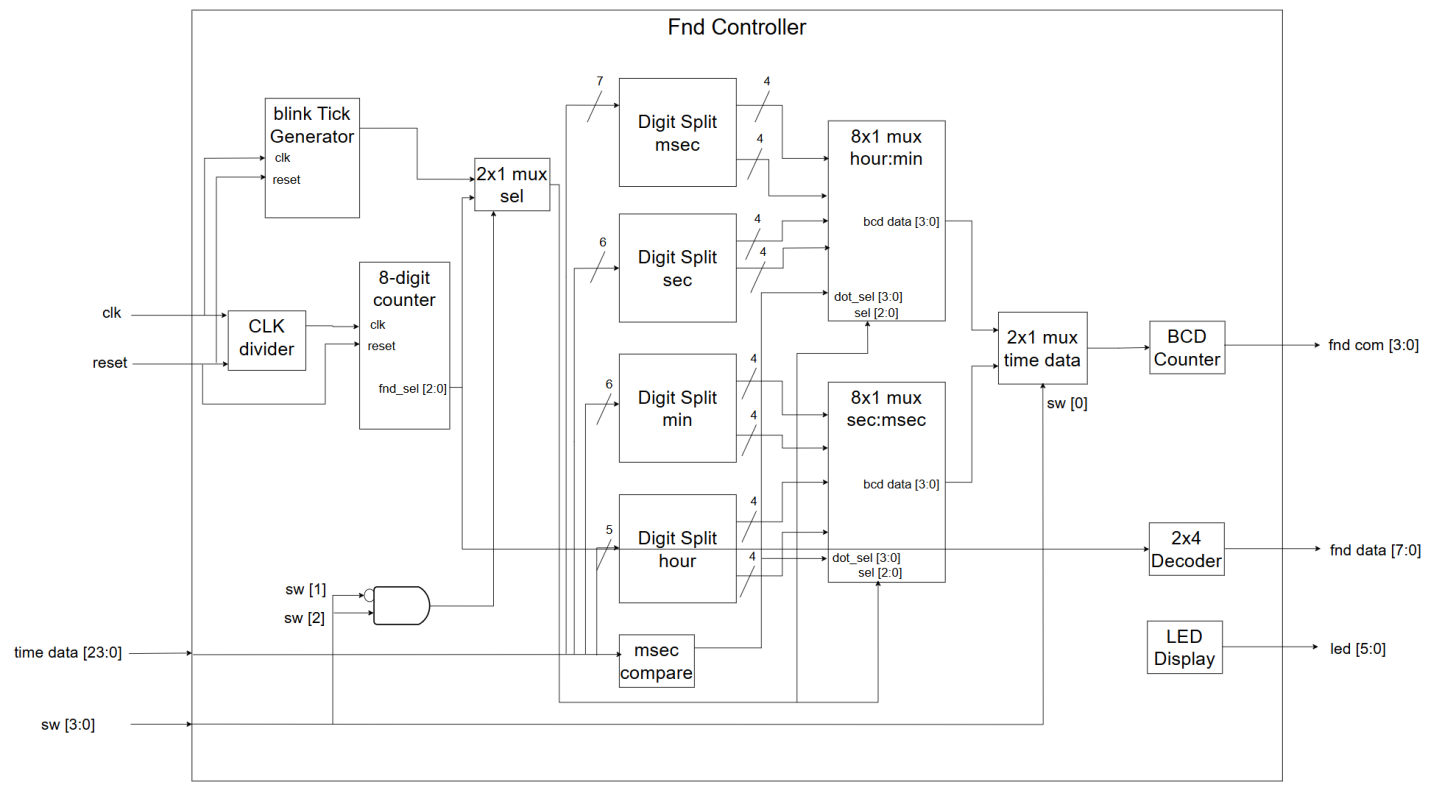 Fnd Controller
blink Tick
Generator
clk
reset
2x1 mux
sel
8-digit
counter
clk
reset
fnd_sel [2:0]
clk
reset
CLK
divider
7
Digit Split
msec
4
4
6
Digit Split
sec
4
4
6
Digit Split
min
4
4
5
Digit Split
hour
4
4
8x1 mux
hour:min
bcd data [3:0]
dot_sel [3:0]
sel [2:0]
8x1 mux
sec:msec
bcd data [3:0]
dot_sel [3:0]
sel [2:0]
2x1 mux
time data
sw [0]
BCD
Counter
fnd com [3:0]
2x4
Decoder
fnd data [7:0]
LED
Display
led [5:0]
sw [1]
sw [2]
time data [23:0]
msec
compare
sw [3:0]